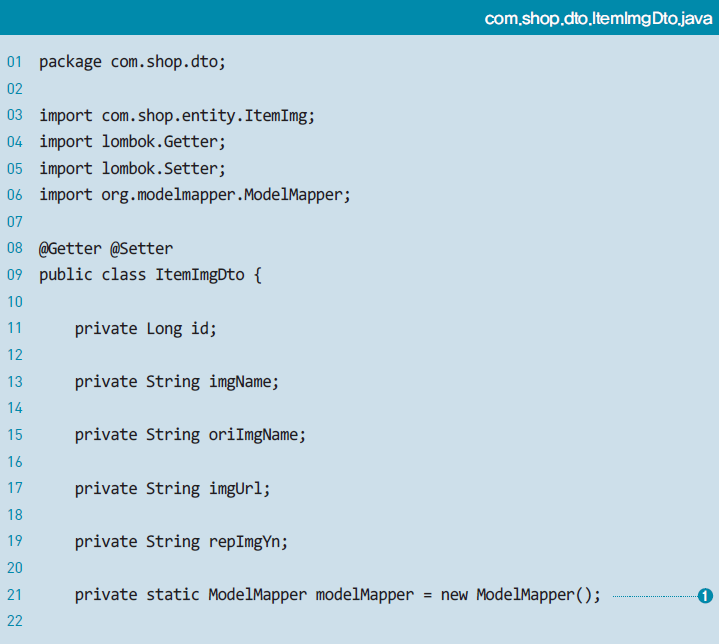 com.shop.dto.ItemImgDto.java
01 package com.shop.dto;
02
03 import com.shop.entity.ItemImg;
04 import lombok.Getter;
05 import lombok.Setter;
06 import org.modelmapper.ModelMapper;
07
08 @Getter @Setter
09 public class ItemImgDto {
10
11     private Long id;
12
13     private String imgName;
14
15     private String oriImgName;
16
17     private String imgUrl;
18
19     private String repImgYn;
20
21     private static ModelMapper modelMapper = new ModelMapper(); ❶
22